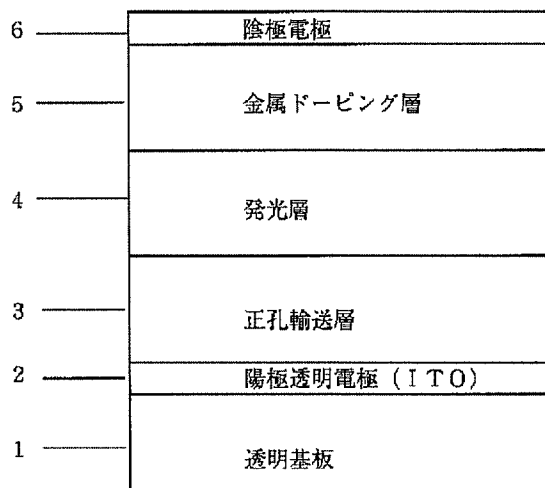 6 陰極電極
5 金属ドーピング層
4 発光層
3 正孔輸送層
2 陽極透明電極(ITO)
1 透明基板